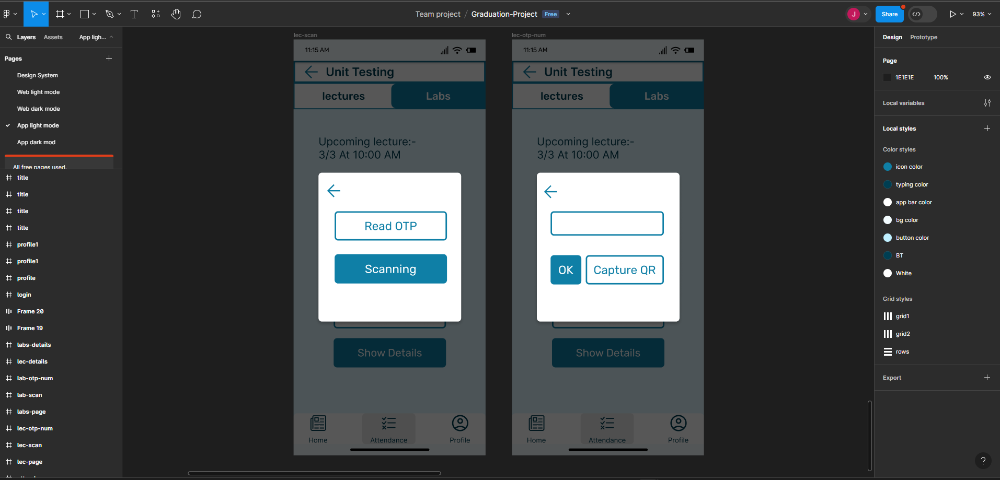 Team project / Graduation-Project Free
J
Share
93%
Layers
Assets
App ligh...
Pages
Design System
Web light mode
Web dark mode
App light mode
App dark mod
All free pages used.
title
title
title
title
profile1
profile1
profile
login
Frame 20
Frame 19
labs-details
lec-details
lab-otp-num
lab-scan
labs-page
lec-otp-num
lec-scan
lec-page
lec-scan
11:15 AM
Unit Testing
lectures
Labs
Upcoming lecture:-
3/3 At 10:00 AM
Read OTP
Scanning
Show Details
Home
Attendance
Profile
lec-otp-num
11:15 AM
Unit Testing
lectures
Labs
Upcoming lecture:-
3/3 At 10:00 AM
OK
Capture QR
Show Details
Home
Attendance
Profile
Design
Prototype
Page
1E1E1E
100%
Local variables
Local styles
Color styles
icon color
typing color
app bar color
bg color
button color
BT
White
Grid styles
grid1
grid2
rows
Export
?